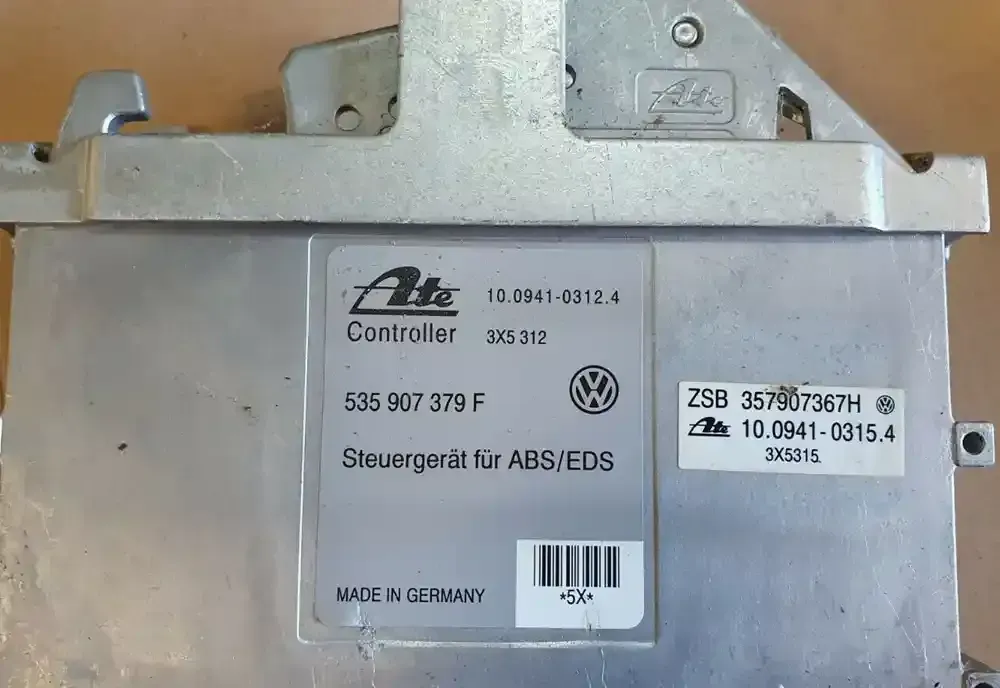 Ate
Ate
10.0941-0312.4
Controller
3X5 312
535 907 379 F
Steuergerät für ABS/EDS
MADE IN GERMANY
*5X*
ZSB 357907367H
Ate 10.0941-0315.4
3X5315